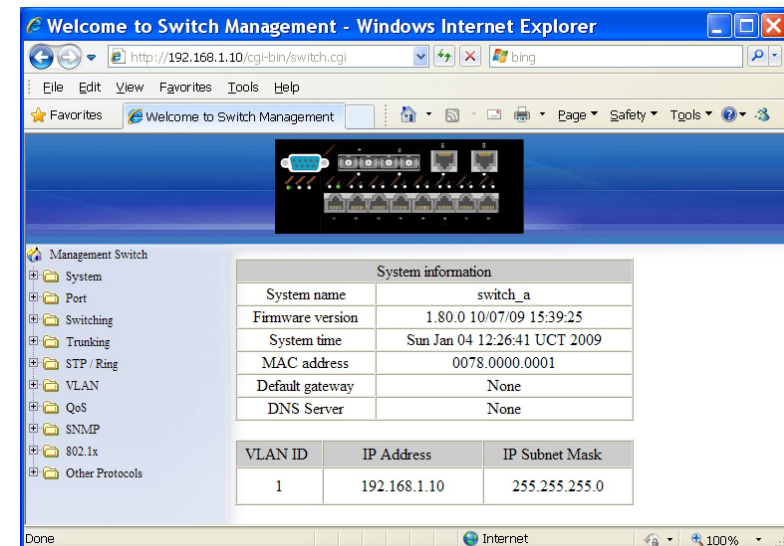 Welcome to Switch Management - Windows Internet Explorer
http://192.168.1.10/cgi-bin/switch.cgi
bing
File Edit View Favorites Tools Help
Favorites
Welcome to Switch Management
Page Safety Tools
Management Switch
System
Port
Switching
Trunking
STP / Ring
VLAN
QoS
SNMP
802.1x
Other Protocols
System information
System name switch_a
Firmware version 1.80.0 10/07/09 15:39:25
System time Sun Jan 04 12:26:41 UCT 2009
MAC address 0078.0000.0001
Default gateway None
DNS Server None
VLAN ID IP Address IP Subnet Mask
1 192.168.1.10 255.255.255.0
Done Internet 100%